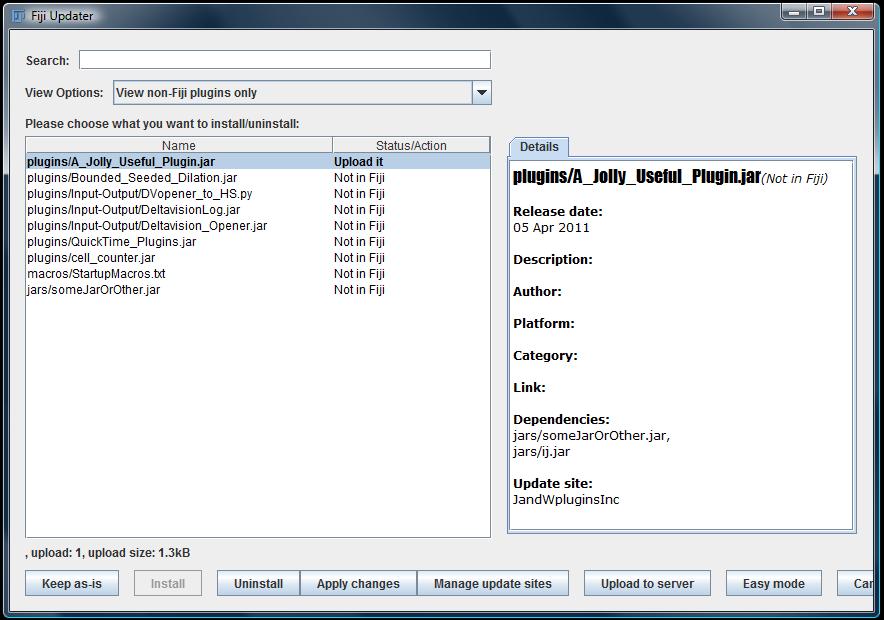 Fiji Updater
Search:
View Options: View non-Fiji plugins only
Please choose what you want to install/uninstall:
Name Status/Action
plugins/A_Jolly_Useful_Plugin.jar Upload it
plugins/Bounded_Seeded_Dilation.jar Not in Fiji
plugins/Input-Output/DVopener_to_HS.py Not in Fiji
plugins/Input-Output/DeltavisionLog.jar Not in Fiji
plugins/Input-Output/Deltavision_Opener.jar Not in Fiji
plugins/QuickTime_Plugins.jar Not in Fiji
plugins/cell_counter.jar Not in Fiji
macros/StartupMacros.txt Not in Fiji
jars/someJarOrOther.jar Not in Fiji
Details
plugins/A_Jolly_Useful_Plugin.jar(Not in Fiji)
Release date:
05 Apr 2011
Description:
Author:
Platform:
Category:
Link:
Dependencies:
jars/someJarOrOther.jar,
jars/ij.jar
Update site:
JandWpluginsInc
, upload: 1, upload size: 1.3kB
Keep as-is Install Uninstall Apply changes Manage update sites Upload to server Easy mode